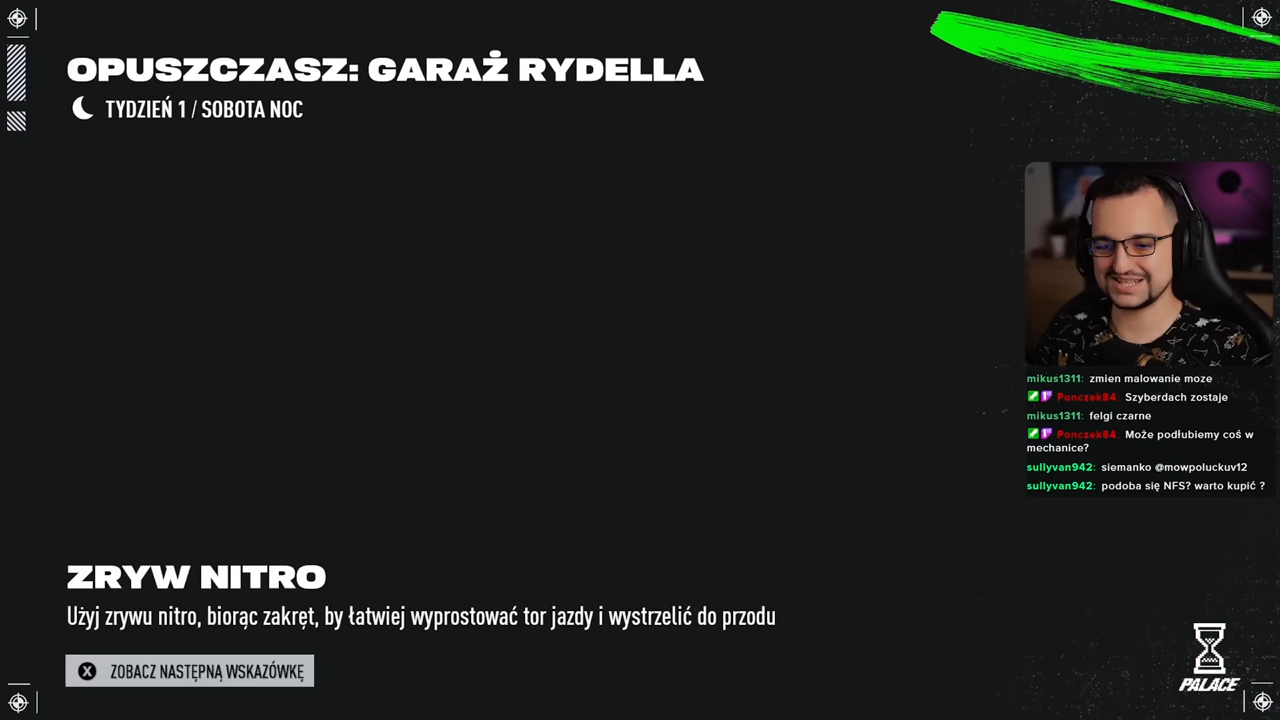 OPUSZCZASZ: GARAŻ RYDELLA
TYDZIEŃ 1 / SOBOTA NOC
mikus1311: zmien malowanie moze
Ponczek84: Szyberdach zostaje
mikus1311: felgi czarne
Ponczek84: Może podłubiemy coś w
mechanice?
sullyvan942: siemanko @mowpoluckuv12
sullyvan942: podoba się NFS? warto kupić ?
ZRYW NITRO
Użyj zrywu nitro, biorąc zakręt, by łatwiej wyprostować tor jazdy i wystrzelić do przodu
X ZOBACZ NASTĘPNĄ WSKAZÓWKĘ
PALACE